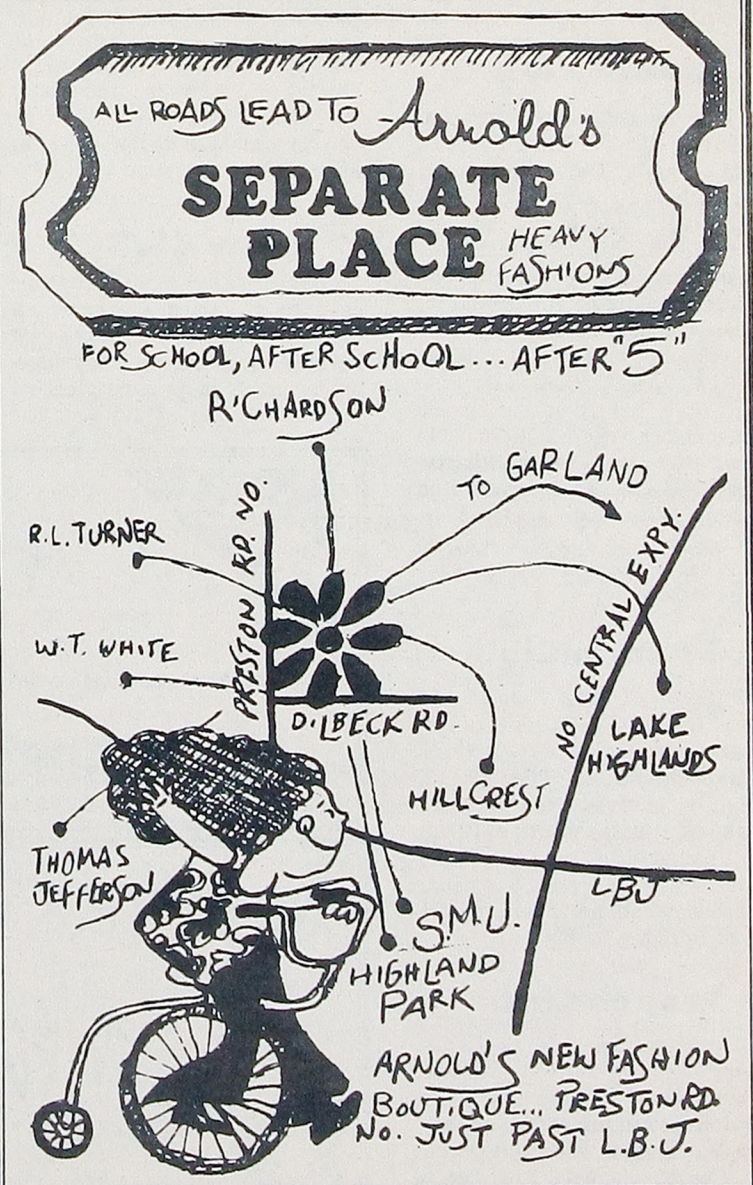 ALL ROADS LEAD TO Arnold's
SEPARATE
PLACE HEAVY
FASHIONS
FOR SCHOOL, AFTER SCHOOL... AFTER "5"
RICHARDSON
TO GARLAND
R.L. TURNER
PRESTON RD. NO.
NO. CENTRAL EXPY.
W.T. WHITE
DILBECK RD.
LAKE
HIGHLANDS
HILLCREST
THOMAS
JEFFERSON
LBJ
S.M.U.
HIGHLAND
PARK
ARNOLD'S NEW FASHION
BOUTIQUE... PRESTON RD.
NO. JUST PAST L.B.J.